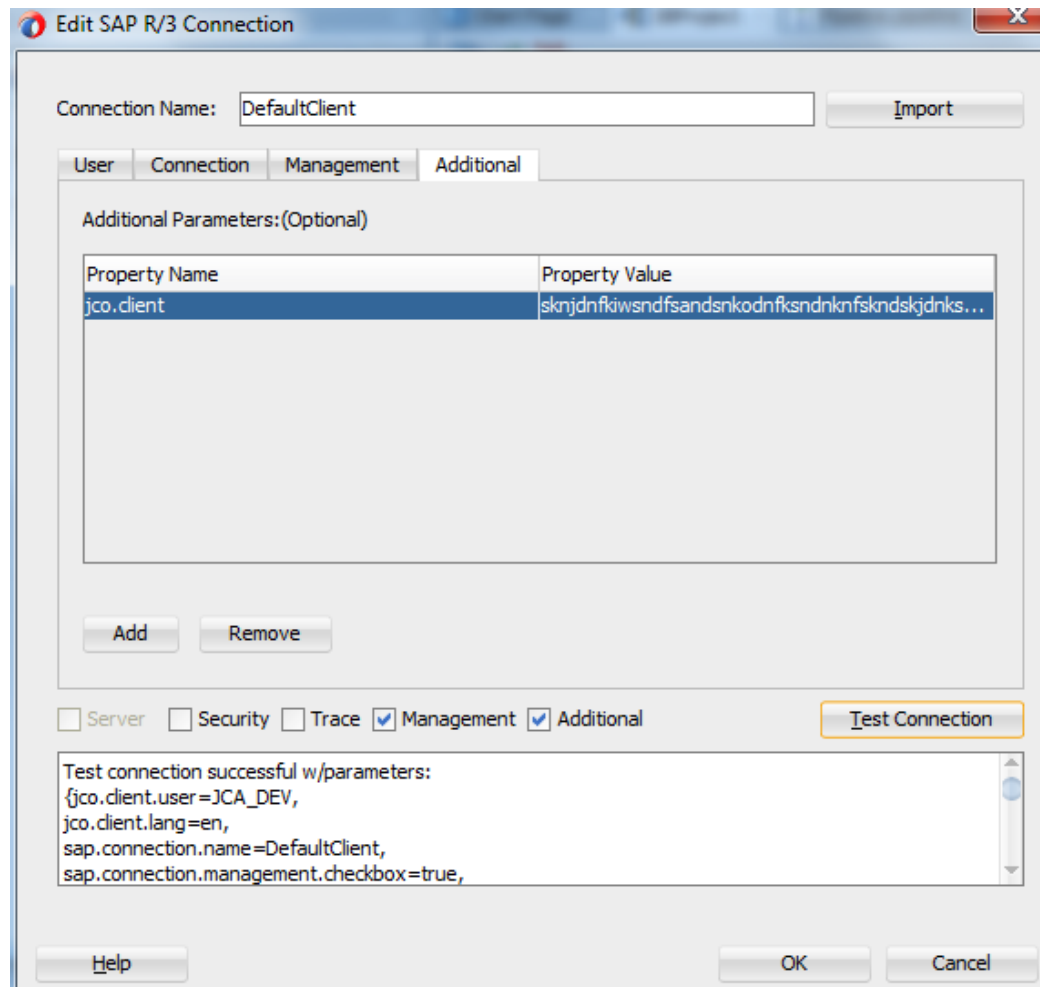 Edit SAP R/3 Connection
X
Connection Name: DefaultClient Import
User Connection Management Additional
Additional Parameters:(Optional)
Property Name Property Value
jco.client sknjdnfkiwsndfsandsnkodnfksndnknfskndskjdnks...
Add Remove
Server Security Trace Management Additional Test Connection
Test connection successful w/parameters:
{jco.client.user=JCA_DEV,
jco.client.lang=en,
sap.connection.name=DefaultClient,
sap.connection.management.checkbox=true,
Help OK Cancel